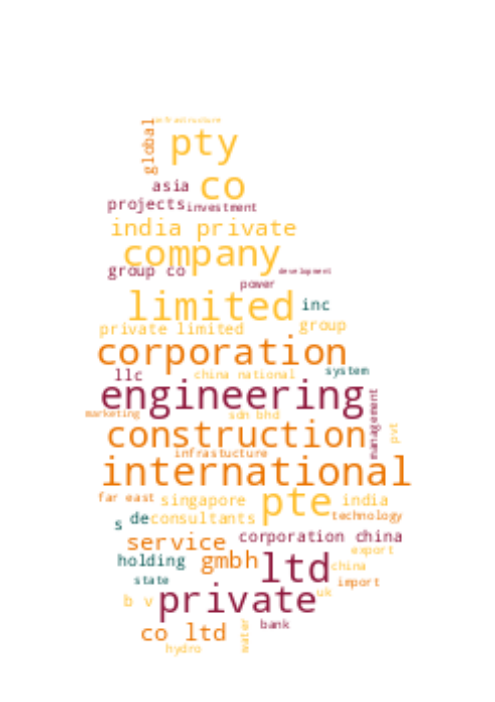 infrastructure
global
pty
asia
co
projects
investment
india private
company
group co
development
power
limited
inc
private limited
group
corporation
llc
china national
system
engineering
management
marketing
sdn bhd
construction
pvt
infrastucture
international
far east
singapore
pte
india
s
de
consultants
technology
service
corporation china
export
holding
gmbh
ltd
china
state
import
private
uk
b v
co ltd
water
bank
hydro